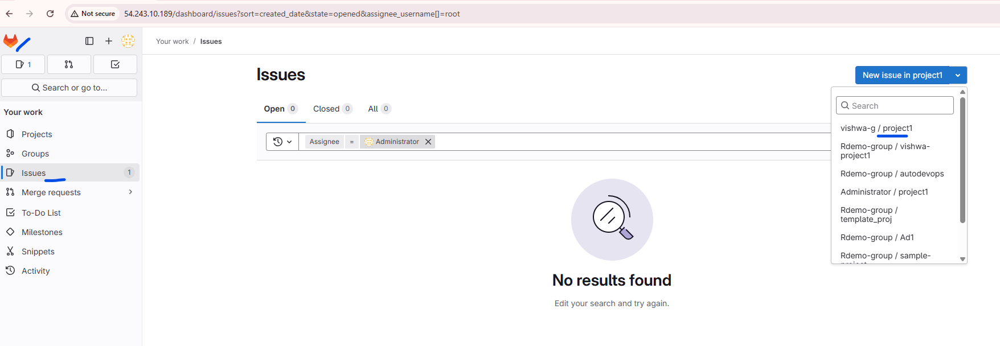 Not secure 54.243.10.189/dashboard/issues?sort=created_date&state=opened&assignee_username[]=root
1
Search or go to...
Your work
Projects
Groups
Issues 1
Merge requests
To-Do List
Milestones
Snippets
Activity
Your work / Issues
Issues
New issue in project1
Open 0 Closed 0 All 0
Assignee = Administrator
Search
vishwa-g / project1
Rdemo-group / vishwa-
project1
Rdemo-group / autodevops
Administrator / project1
Rdemo-group /
template_proj
Rdemo-group / Ad1
Rdemo-group / sample-
No results found
Edit your search and try again.